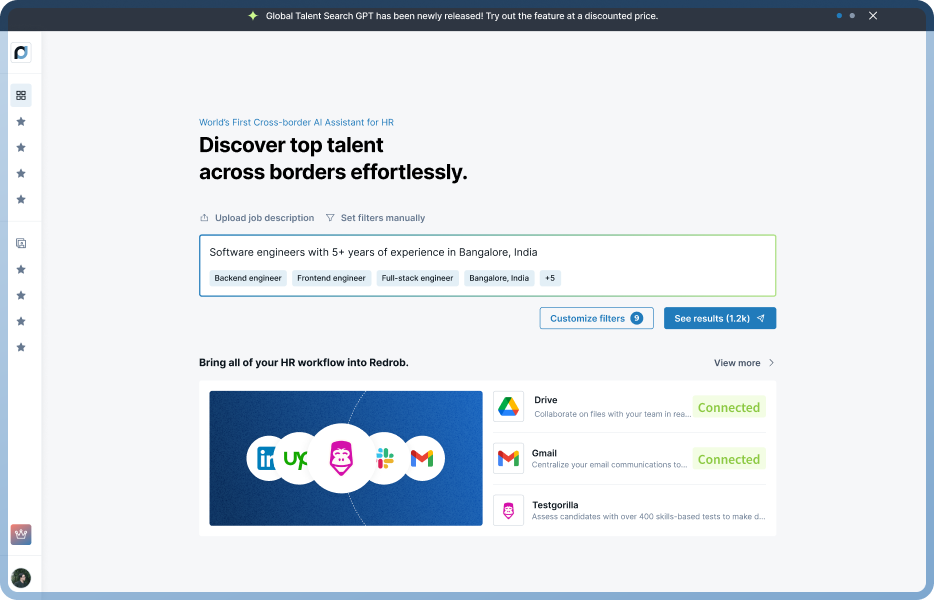 Global Talent Search GPT has been newly released! Try out the feature at a discounted price.
World's First Cross-border AI Assistant for HR
Discover top talent
across borders effortlessly.
Upload job description Set filters manually
Software engineers with 5+ years of experience in Bangalore, India
Backend engineer Frontend engineer Full-stack engineer Bangalore, India +5
Customize filters 9 See results (1.2k)
Bring all of your HR workflow into Redrob. View more
in up
Drive
Collaborate on files with your team in rea...
Connected
Gmail
Centralize your email communications to...
Connected
Testgorilla
Assess candidates with over 400 skills-based tests to make d...